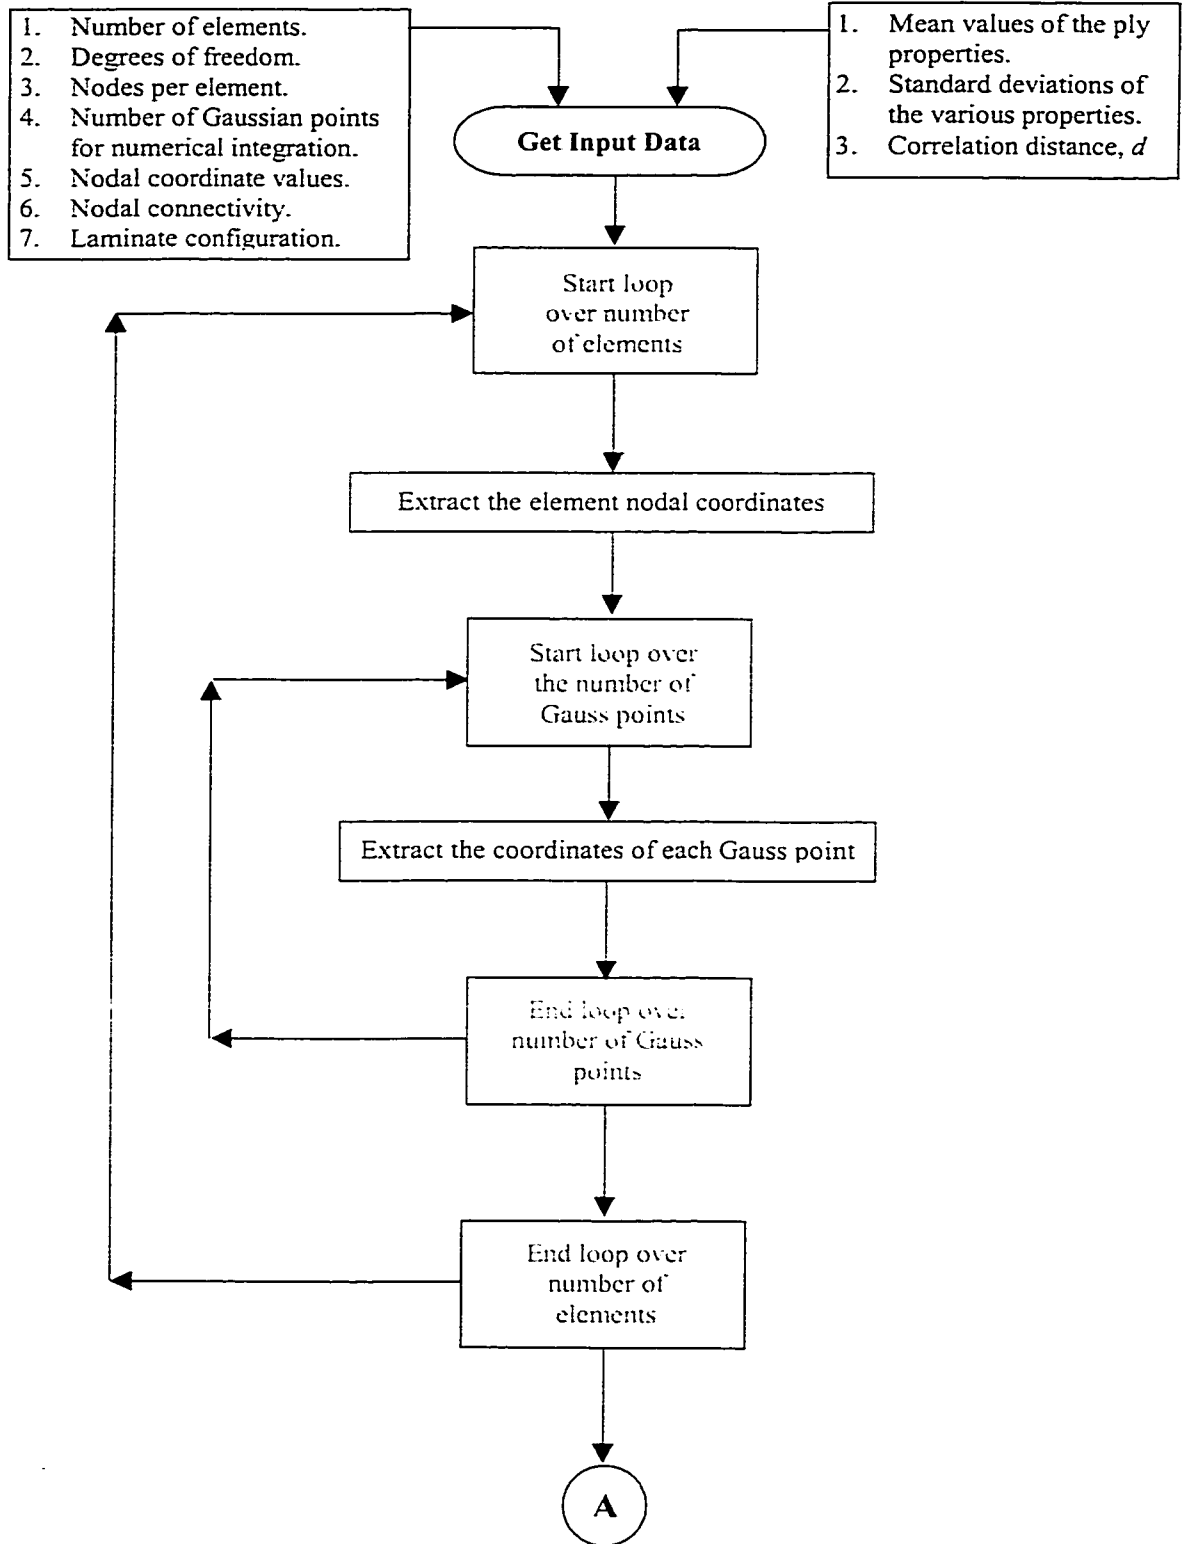 1. Number of elements.
2. Degrees of freedom.
3. Nodes per element.
4. Number of Gaussian points
for numerical integration.
5. Nodal coordinate values.
6. Nodal connectivity.
7. Laminate configuration.
1. Mean values of the ply
properties.
2. Standard deviations of
the various properties.
3. Correlation distance, d
Get Input Data
Start loop
over number
of elements
Extract the element nodal coordinates
Start loop over
the number of
Gauss points
Extract the coordinates of each Gauss point
End loop over
number of Gauss
points
End loop over
number of
elements
A